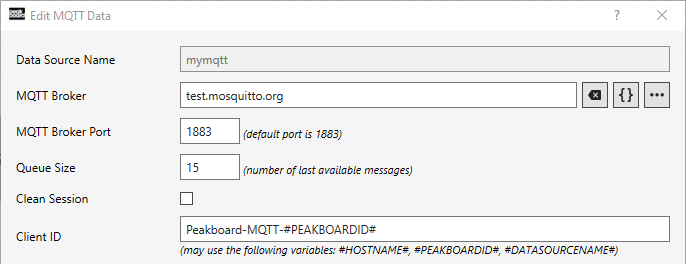 peak board Edit MQTT Data ?
Data Source Name mymqtt
MQTT Broker test.mosquitto.org {} ...
MQTT Broker Port 1883 (default port is 1883)
Queue Size 15 (number of last available messages)
Clean Session
Client ID Peakboard-MQTT-#PEAKBOARDID#
(may use the following variables: #HOSTNAME#, #PEAKBOARDID#, #DATASOURCENAME#)